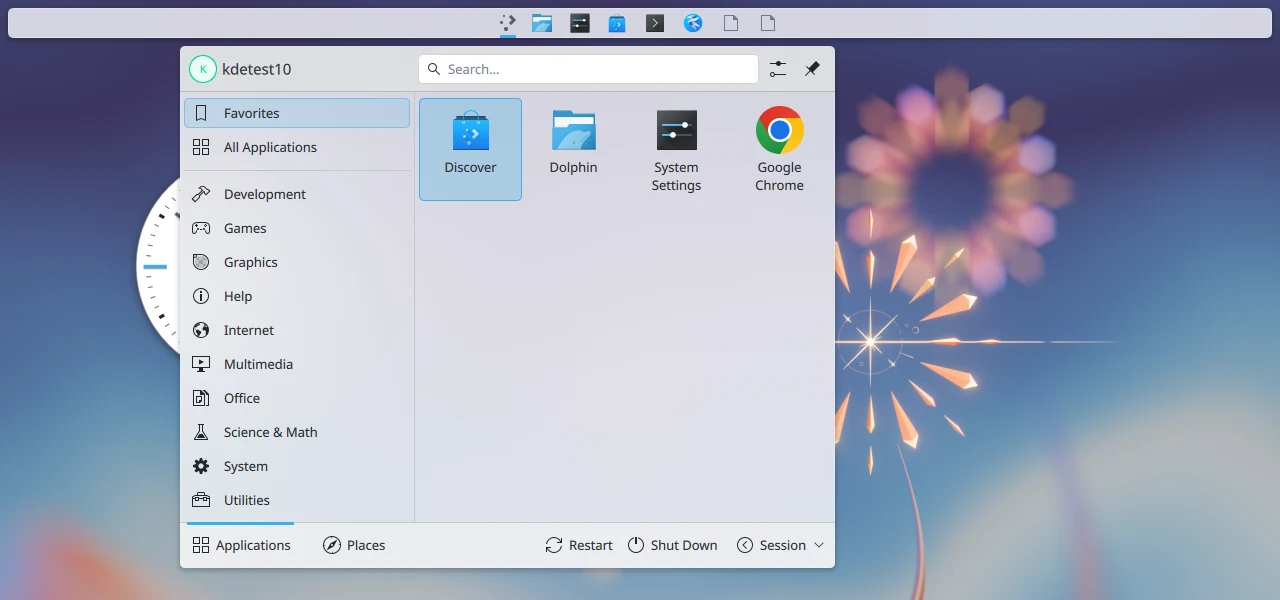 K kdetest10
Search...
Favorites
All Applications
Development
Games
Graphics
Help
Internet
Multimedia
Office
Science & Math
System
Utilities
Discover
Dolphin
System
Settings
Google
Chrome
Applications
Places
Restart
Shut Down
Session